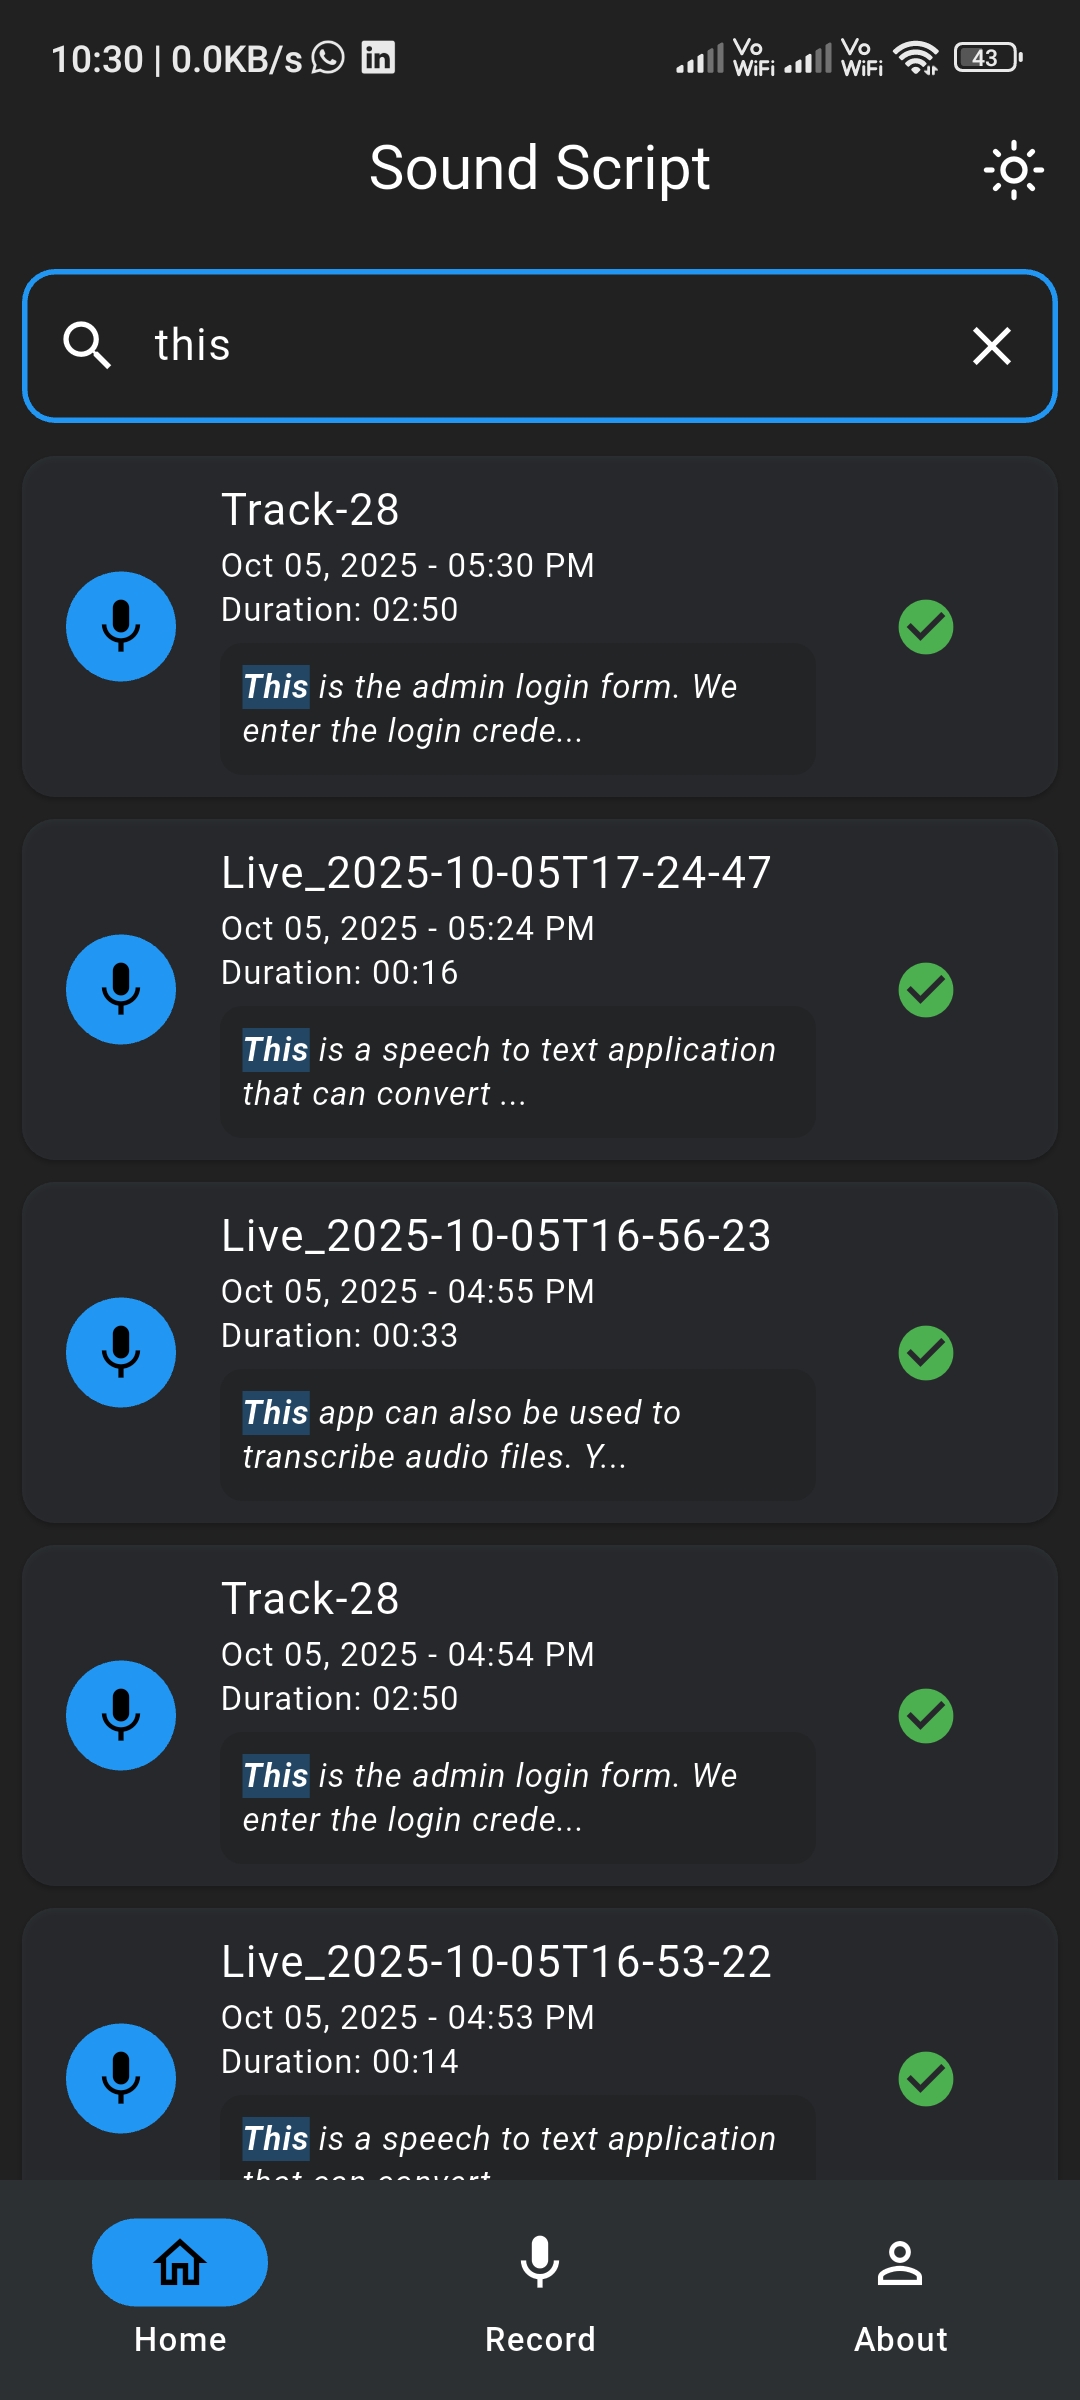 10:30 | 0.0KB/s in Vo WiFi Vo WiFi 43
Sound Script
this
Track-28
Oct 05, 2025 - 05:30 PM
Duration: 02:50
This is the admin login form. We
enter the login crede...
Live_2025-10-05T17-24-47
Oct 05, 2025 - 05:24 PM
Duration: 00:16
This is a speech to text application
that can convert ...
Live_2025-10-05T16-56-23
Oct 05, 2025 - 04:55 PM
Duration: 00:33
This app can also be used to
transcribe audio files. Y...
Track-28
Oct 05, 2025 - 04:54 PM
Duration: 02:50
This is the admin login form. We
enter the login crede...
Live_2025-10-05T16-53-22
Oct 05, 2025 - 04:53 PM
Duration: 00:14
This is a speech to text application
that can convert
Home
Record
About